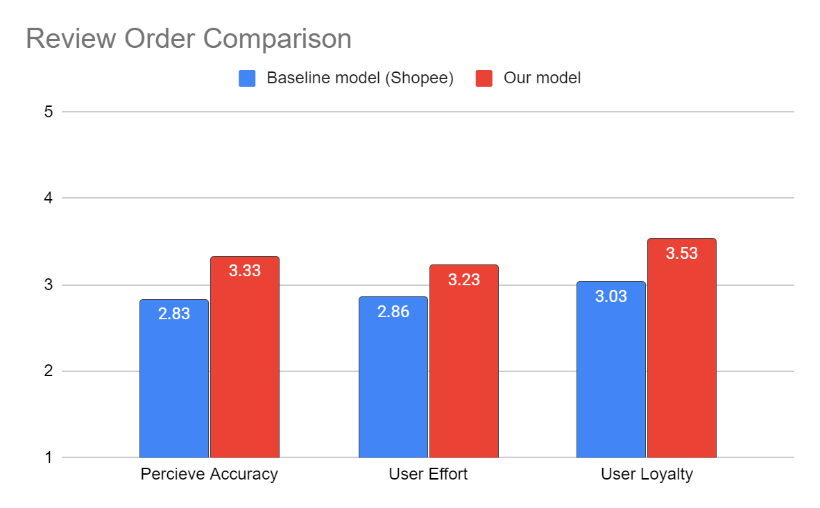 Review Order Comparison
Baseline model (Shopee) Our model
5
4
3
2
1
2.83 3.33 2.86 3.23 3.03 3.53
Percieve Accuracy User Effort User Loyalty